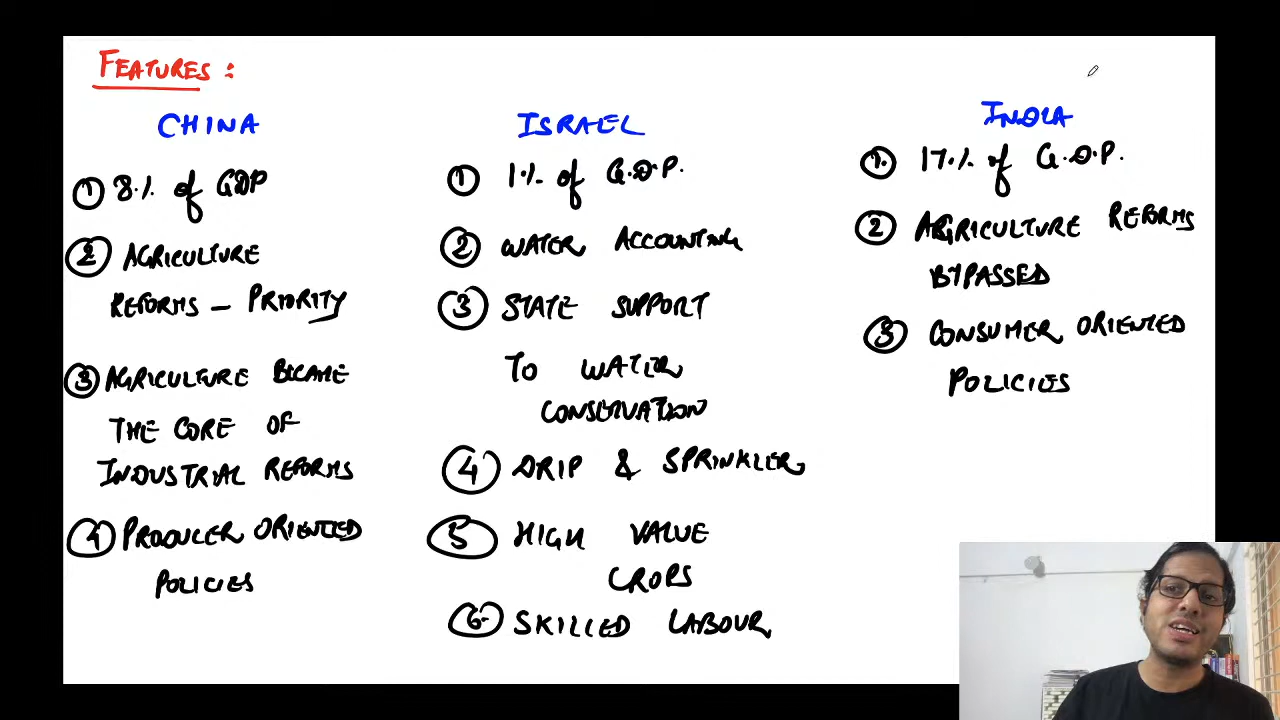 FEATURES:
CHINA
① 8% of GDP
② AGRICULTURE
REFORMS - PRIORITY
③ AGRICULTURE BECAME
THE CORE OF
INDUSTRIAL REFORMS
④ PRODUCER ORIENTED
POLICIES
ISRAEL
① 1% of G.D.P.
② WATER ACCOUNTING
③ STATE SUPPORT
TO WATER
CONSERVATION
④ DRIP & SPRINKLER
⑤ HIGH VALUE
CROPS
⑥ SKILLED LABOUR
INDIA
① 17% of G.D.P.
② AGRICULTURE REFORMS
BYPASSED
③ CONSUMER ORIENTED
POLICIES